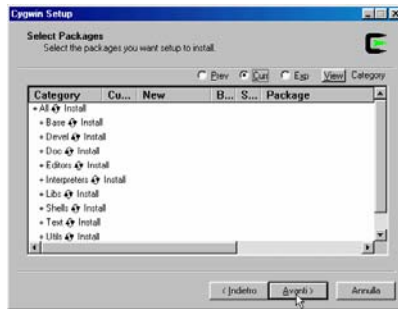 Cygwin Setup
Select Packages
Select the packages you want setup to install.
Prev Curr Exp View Category
Category Cu... New B... S... Package
All Install
Base Install
Devel Install
Doc Install
Editors Install
Interpreters Install
Libs Install
Shells Install
Text Install
Utils Install
< Indietro Avanti > Annulla